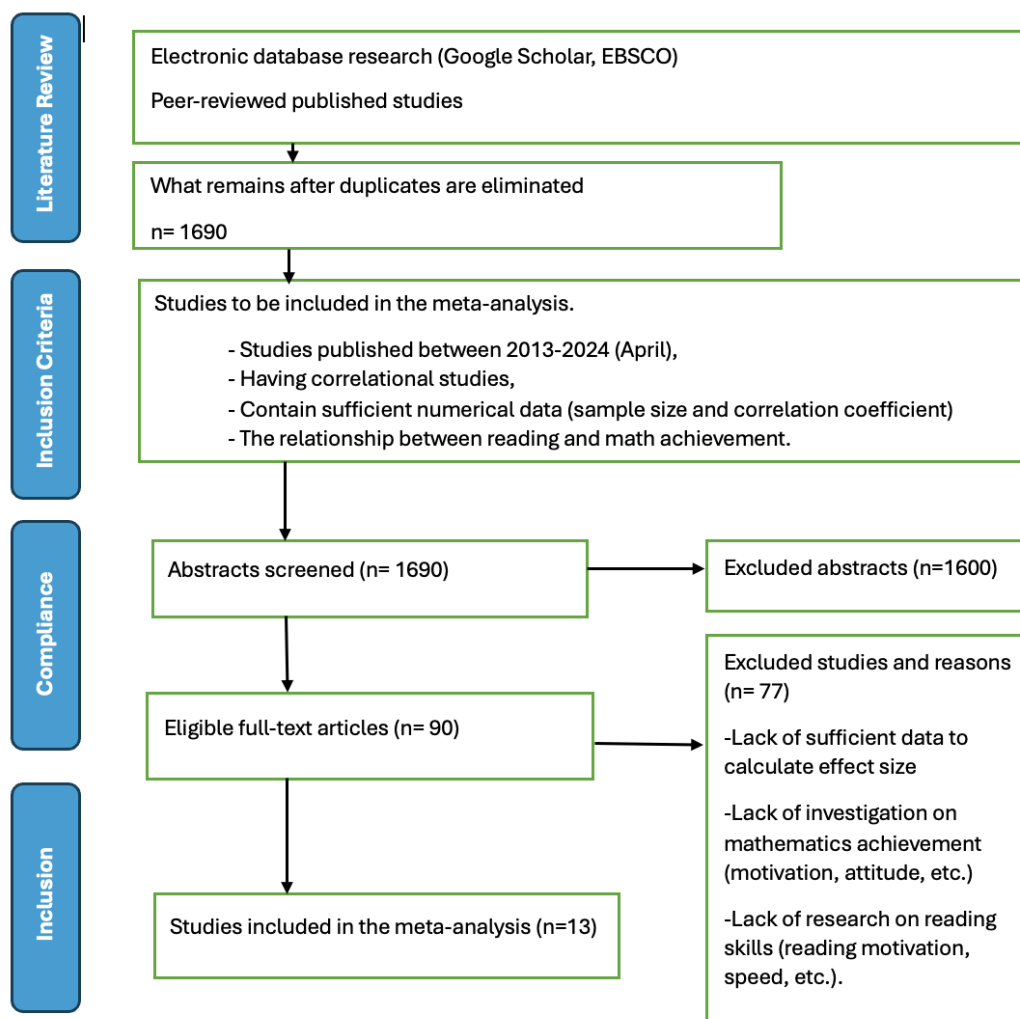 Literature Review
Electronic database research (Google Scholar, EBSCO)
Peer-reviewed published studies
What remains after duplicates are eliminated
n= 1690
Inclusion Criteria
Studies to be included in the meta-analysis.
- Studies published between 2013-2024 (April),
- Having correlational studies,
- Contain sufficient numerical data (sample size and correlation coefficient)
- The relationship between reading and math achievement.
Compliance
Abstracts screened (n= 1690)
Excluded abstracts (n=1600)
Eligible full-text articles (n= 90)
Excluded studies and reasons
(n= 77)
-Lack of sufficient data to
calculate effect size
-Lack of investigation on
mathematics achievement
(motivation, attitude, etc.)
-Lack of research on reading
skills (reading motivation,
speed, etc.).
Inclusion
Studies included in the meta-analysis (n=13)